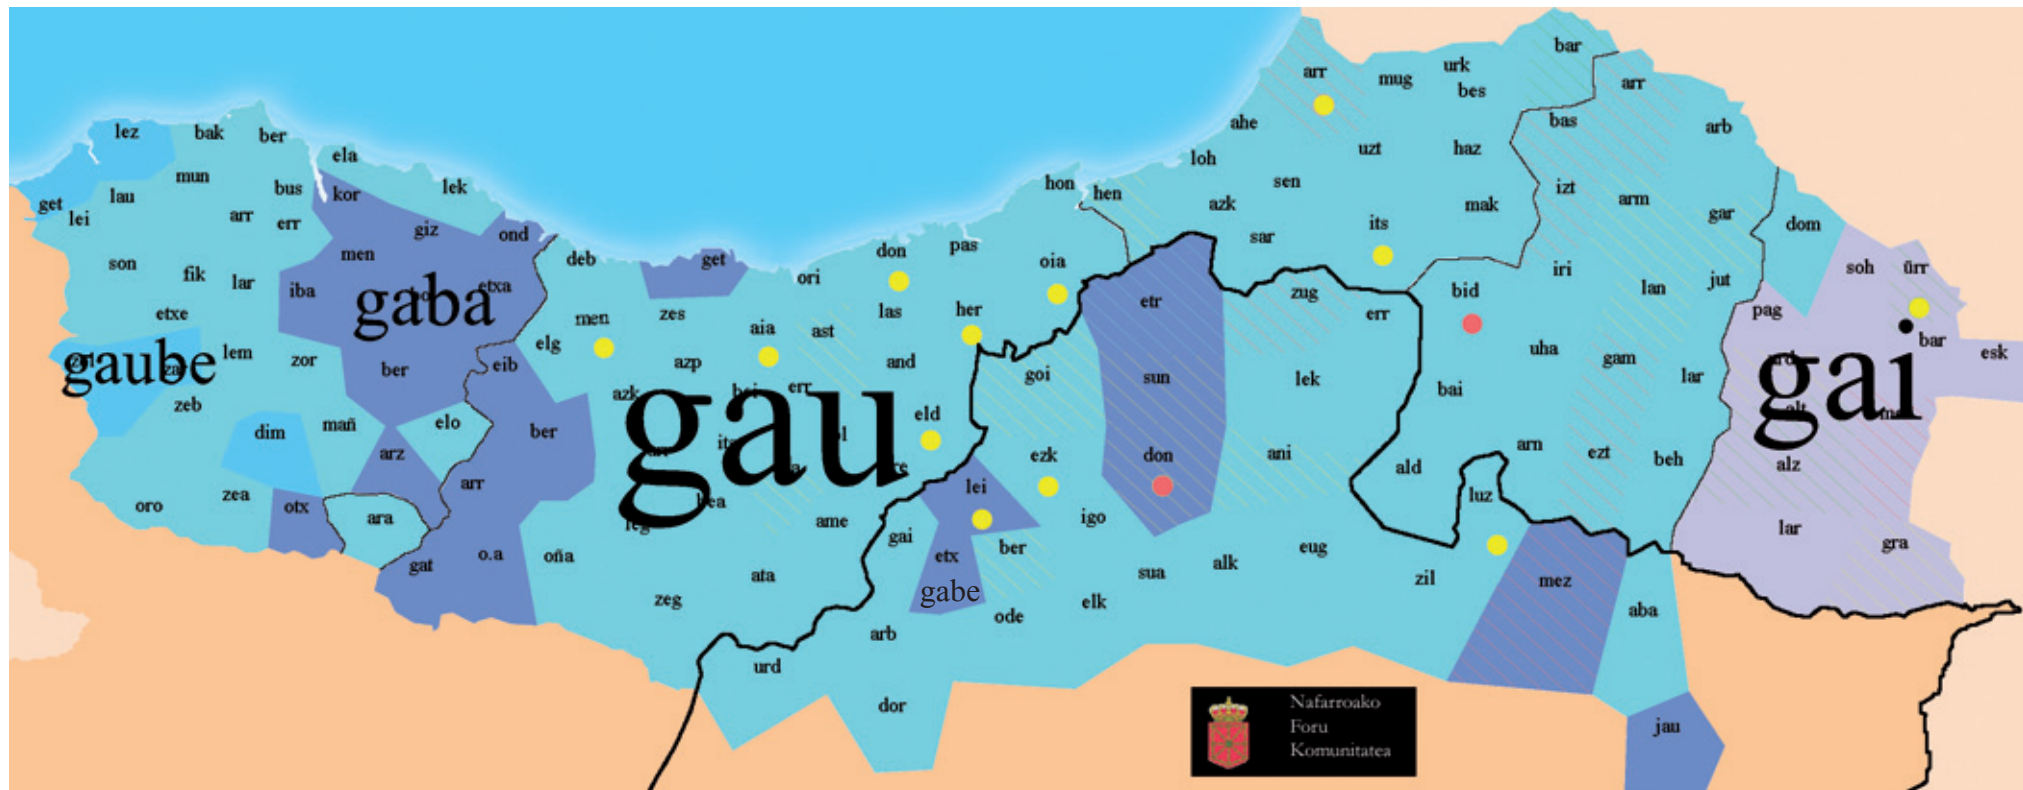 bar
arr
mug
urk
bes
arr
lez
bak
ber
ahe
bas
arb
ela
uzt
haz
loh
mun
bus
kor
lek
hon
hen
sen
izt
lau
get
lei
arr
err
azk
mak
arm
gar
giz
ond
its
dom
don
pas
sar
men
deb
get
oia
son
fik
lar
ori
iri
soh
ürr
jut
iba
etxa
gaba
etr
zug
bid
lan
etxe
men
zes
aia
ast
las
her
err
pag
bar
esk
gaube
lem
zor
elg
eib
azp
and
uha
gam
ber
goi
sun
lek
bai
lar
gai
zeb
azk
err
gau
eld
dim
mañ
elo
ber
arn
ezt
beh
arz
ezk
don
ani
ald
alz
oro
zea
otx
arr
lei
luz
ara
ame
igo
lar
gai
gat
o.a
oña
etx
ber
eug
gra
ata
sua
alk
zil
mez
gabe
zeg
ode
elk
aba
arb
urd
dor
jau
Nafarroako
Foru
Komunitatea